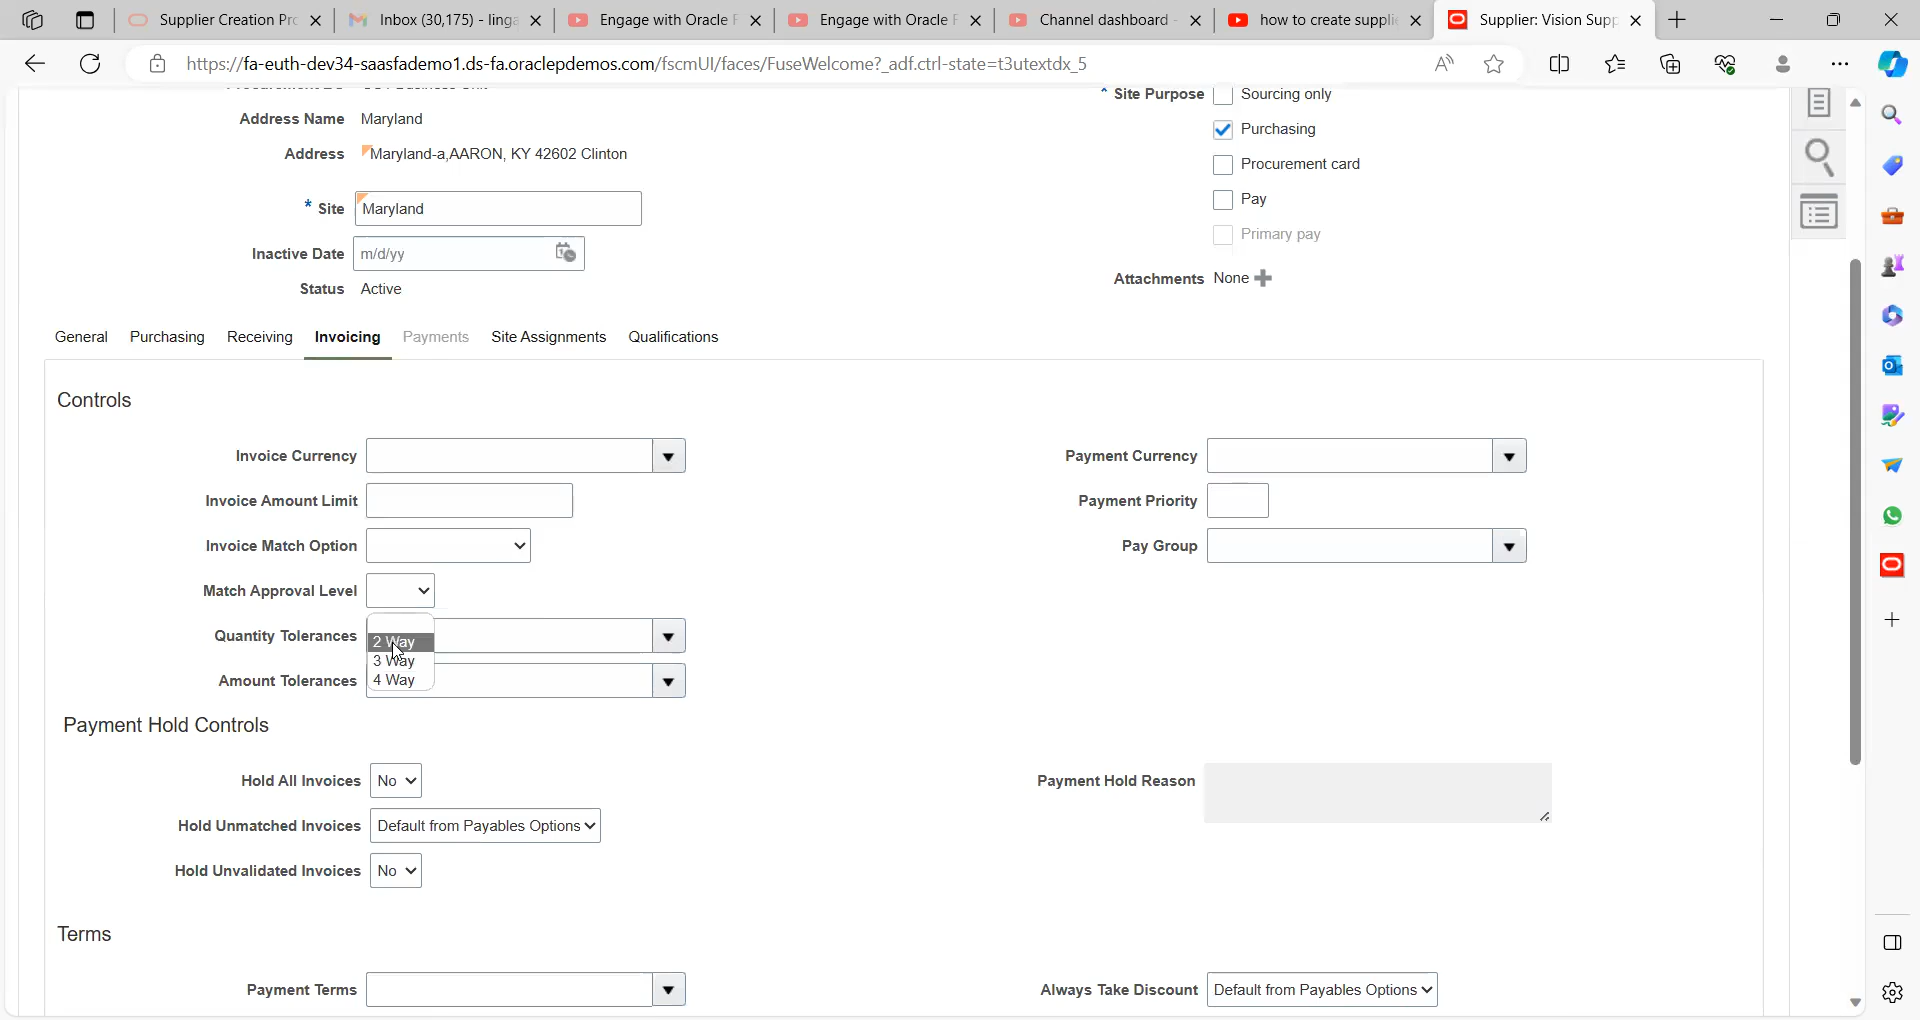 Supplier Creation Pr
Inbox (30,175) - linga
Engage with Oracle F
Engage with Oracle F
Channel dashboard -
how to create supplie
Supplier: Vision Supp
https://fa-euth-dev34-saasfademo1.ds-fa.oraclepdemos.com/fscmUI/faces/FuseWelcome?_adf.ctrl-state=t3utextdx_5
Address Name Maryland
Address Maryland-a,AARON, KY 42602 Clinton
* Site Maryland
Inactive Date m/d/yy
Status Active
* Site Purpose Sourcing only
Purchasing
Procurement card
Pay
Primary pay
Attachments None
General Purchasing Receiving Invoicing Payments Site Assignments Qualifications
Controls
Invoice Currency
Invoice Amount Limit
Invoice Match Option
Match Approval Level
Quantity Tolerances
2 Way
3 Way
4 Way
Amount Tolerances
Payment Currency
Payment Priority
Pay Group
Payment Hold Controls
Hold All Invoices No
Hold Unmatched Invoices Default from Payables Options
Hold Unvalidated Invoices No
Payment Hold Reason
Terms
Payment Terms
Always Take Discount Default from Payables Options